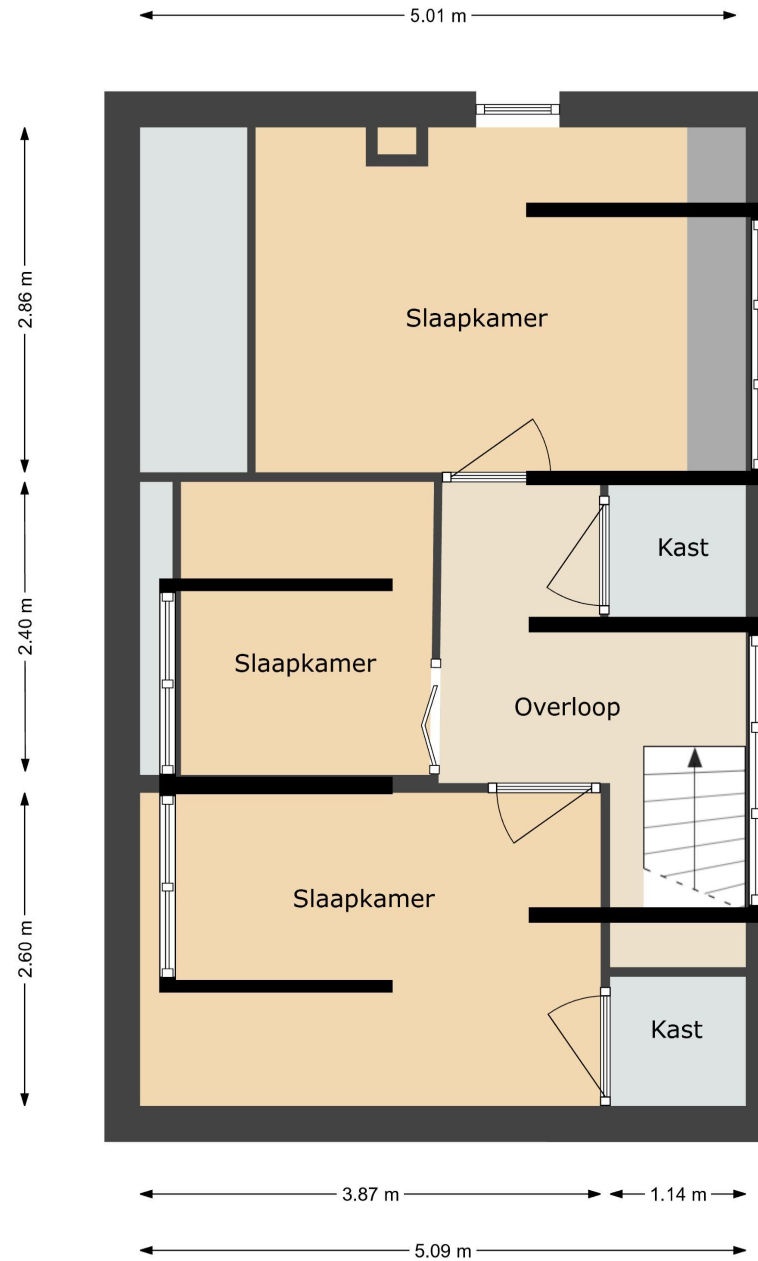 5.01 m
2.86 m
Slaapkamer
Kast
2.40 m
Slaapkamer
Overloop
Slaapkamer
2.60 m
Kast
3.87 m
1.14 m
5.09 m